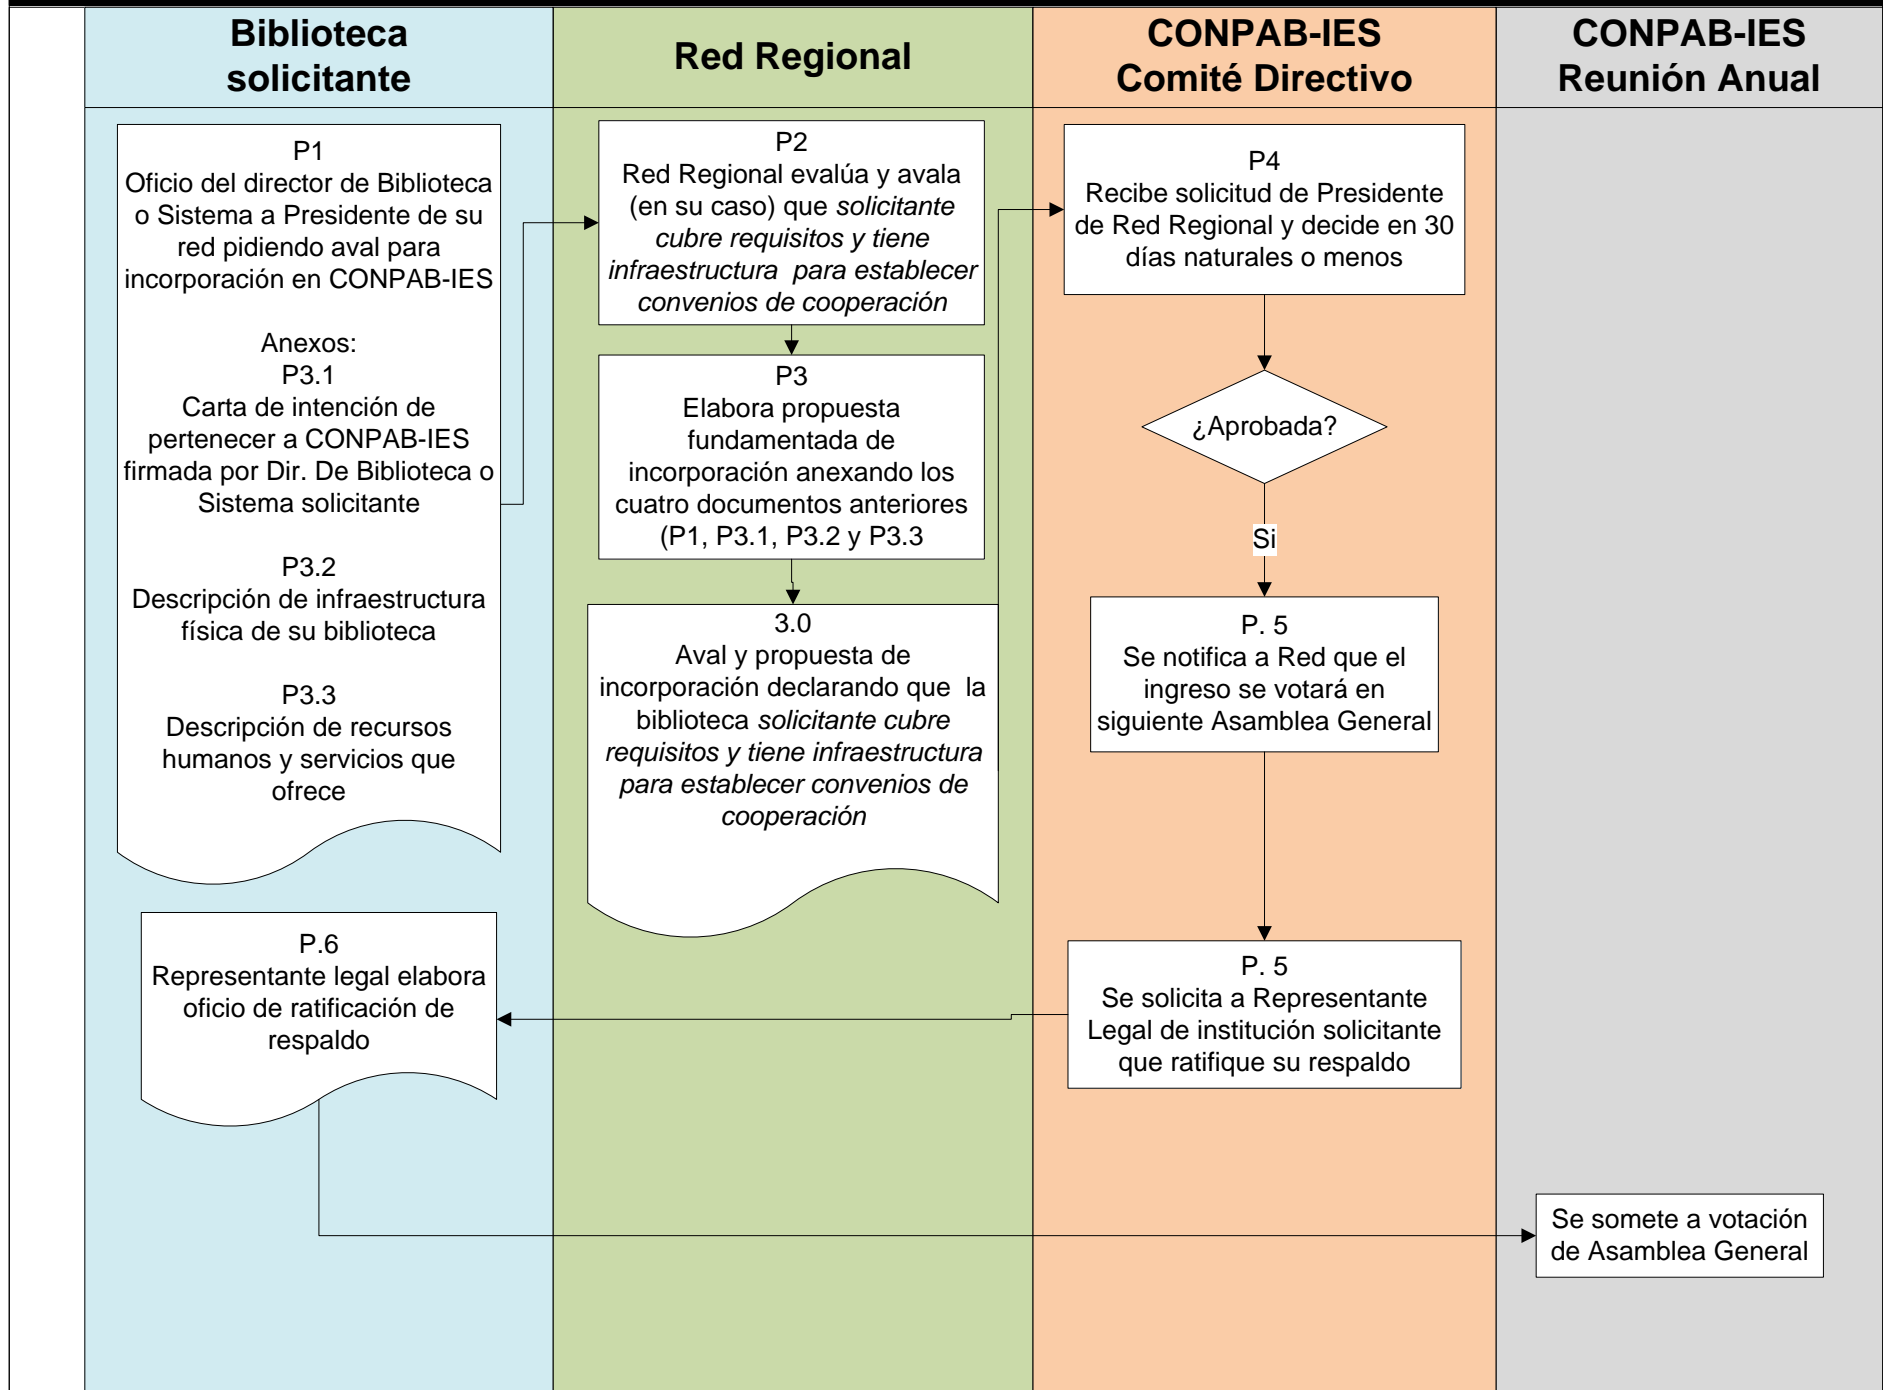 Biblioteca
solicitante
Red Regional
CONPAB-IES
Comité Directivo
CONPAB-IES
Reunión Anual
P1
Oficio del director de Biblioteca
o Sistema a Presidente de su
red pidiendo aval para
incorporación en CONPAB-IES
Anexos:
P3.1
Carta de intención de
pertenecer a CONPAB-IES
firmada por Dir. De Biblioteca o
Sistema solicitante
P3.2
Descripción de infraestructura
física de su biblioteca
P3.3
Descripción de recursos
humanos y servicios que
ofrece
P2
Red Regional evalúa y avala
(en su caso) que solicitante
cubre requisitos y tiene
infraestructura para establecer
convenios de cooperación
P3
Elabora propuesta
fundamentada de
incorporación anexando los
cuatro documentos anteriores
(P1, P3.1, P3.2 y P3.3
3.0
Aval y propuesta de
incorporación declarando que la
biblioteca solicitante cubre
requisitos y tiene infraestructura
para establecer convenios de
cooperación
P4
Recibe solicitud de Presidente
de Red Regional y decide en 30
días naturales o menos
¿Aprobada?
Si
P. 5
Se notifica a Red que el
ingreso se votará en
siguiente Asamblea General
P. 5
Se solicita a Representante
Legal de institución solicitante
que ratifique su respaldo
P.6
Representante legal elabora
oficio de ratificación de
respaldo
Se somete a votación
de Asamblea General